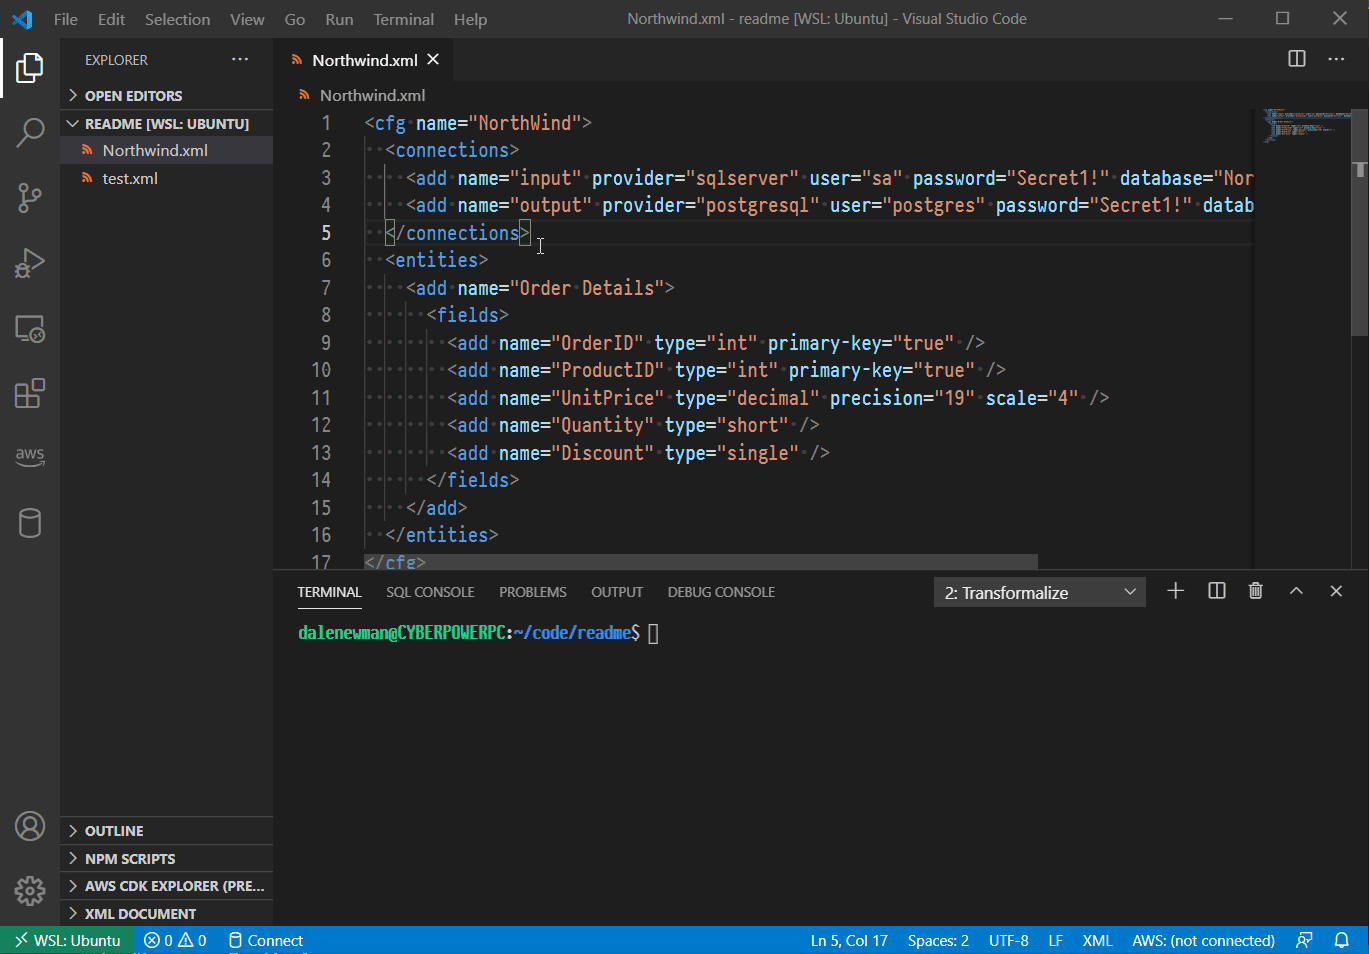 File Edit Selection View Go Run Terminal Help
Northwind.xml - readme [WSL: Ubuntu] - Visual Studio Code
EXPLORER
OPEN EDITORS
README [WSL: UBUNTU]
Northwind.xml
test.xml
OUTLINE
NPM SCRIPTS
AWS CDK EXPLORER (PRE...
XML DOCUMENT
aws
Northwind.xml
Northwind.xml
1 <cfg name="NorthWind">
2 <connections>
3 <add name="input" provider="sqlserver" user="sa" password="Secret1!" database="Nor
4 <add name="output" provider="postgresql" user="postgres" password="Secret1!" datab
5 </connections>
6 <entities>
7 <add name="Order Details">
8 <fields>
9 <add name="OrderID" type="int" primary-key="true" />
10 <add name="ProductID" type="int" primary-key="true" />
11 <add name="UnitPrice" type="decimal" precision="19" scale="4" />
12 <add name="Quantity" type="short" />
13 <add name="Discount" type="single" />
14 </fields>
15 </add>
16 </entities>
17 </cfg>
TERMINAL SQL CONSOLE PROBLEMS OUTPUT DEBUG CONSOLE
2: Transformalize
dalenewman@CYBERPOWERPC:~/code/readme$
WSL: Ubuntu 0 0 Connect
Ln 5, Col 17 Spaces: 2 UTF-8 LF XML AWS: (not connected)